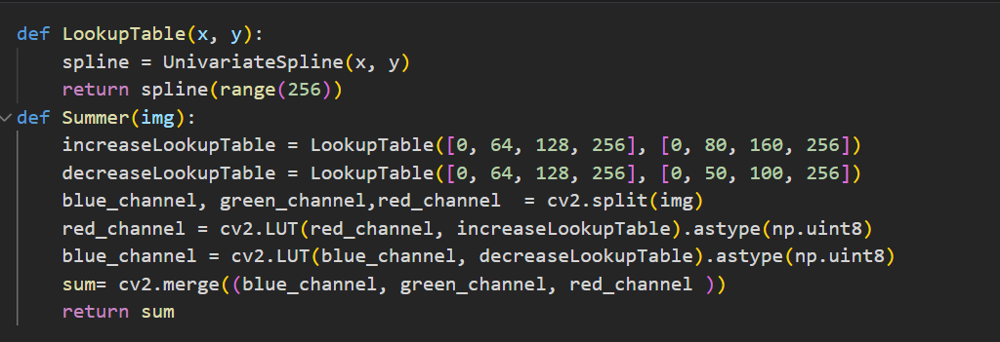 def LookupTable(x, y):
    spline = UnivariateSpline(x, y)
    return spline(range(256))
def Summer(img):
    increaseLookupTable = LookupTable([0, 64, 128, 256], [0, 80, 160, 256])
    decreaseLookupTable = LookupTable([0, 64, 128, 256], [0, 50, 100, 256])
    blue_channel, green_channel,red_channel  = cv2.split(img)
    red_channel = cv2.LUT(red_channel, increaseLookupTable).astype(np.uint8)
    blue_channel = cv2.LUT(blue_channel, decreaseLookupTable).astype(np.uint8)
    sum= cv2.merge((blue_channel, green_channel, red_channel ))
    return sum